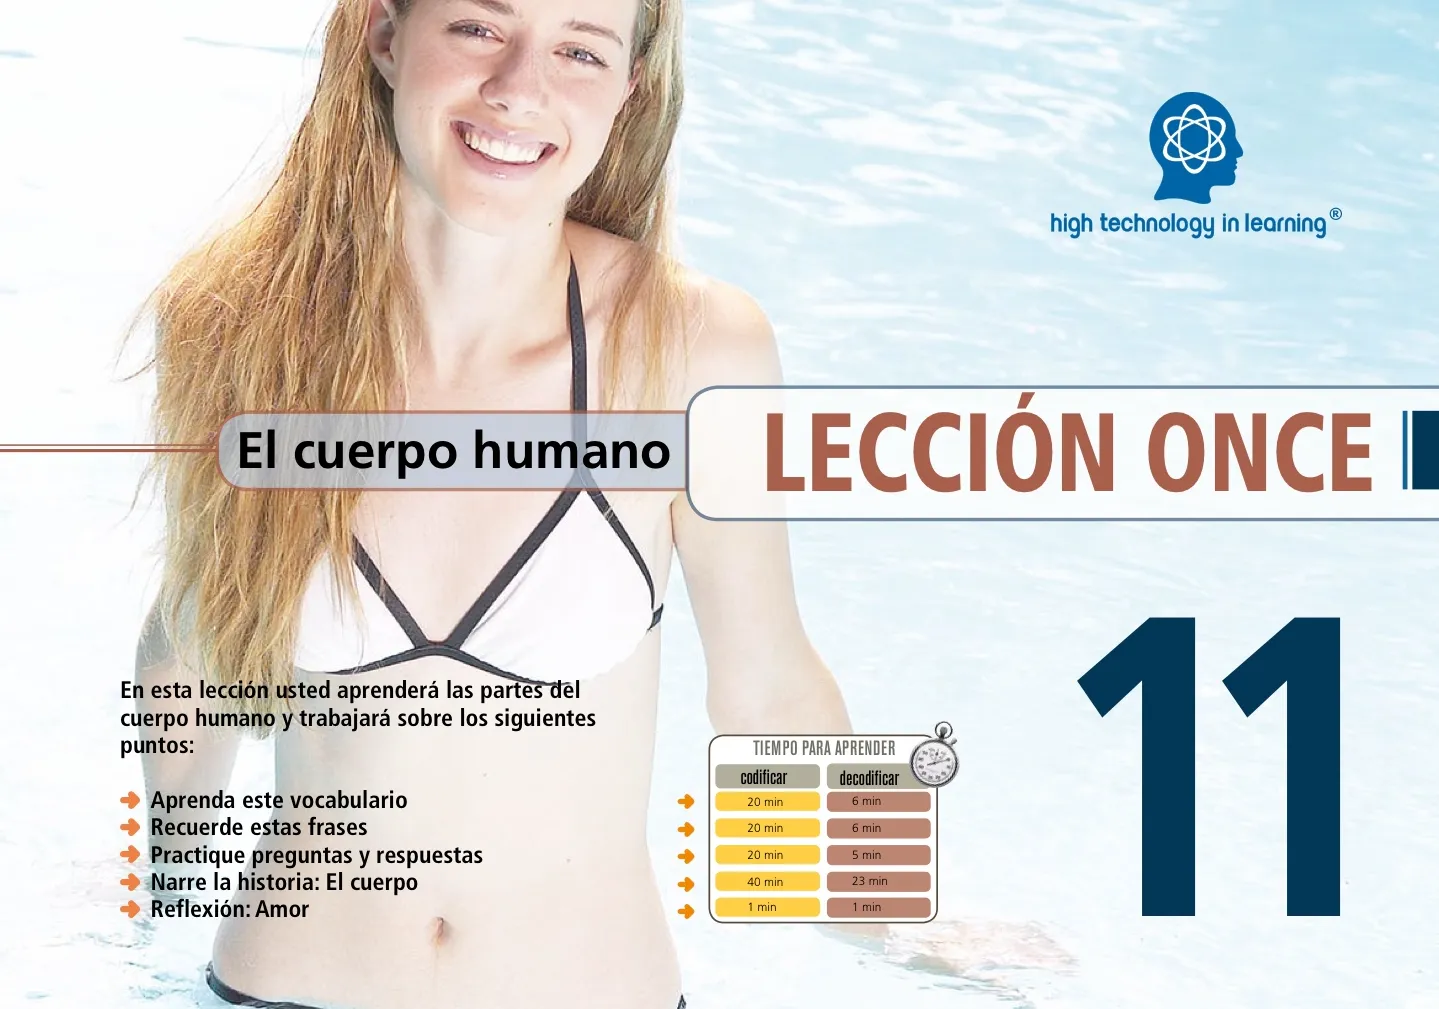 high technology in learning®
El cuerpo humano
LECCIÓN ONCE
11
En esta lección usted aprenderá las partes del
cuerpo humano y trabajará sobre los siguientes
puntos:
Aprenda este vocabulario
Recuerde estas frases
Practique preguntas y respuestas
Narre la historia: El cuerpo
Reflexión: Amor
TIEMPO PARA APRENDER
codificar decodificar
20 min 6 min
20 min 6 min
20 min 5 min
40 min 23 min
1 min 1 min